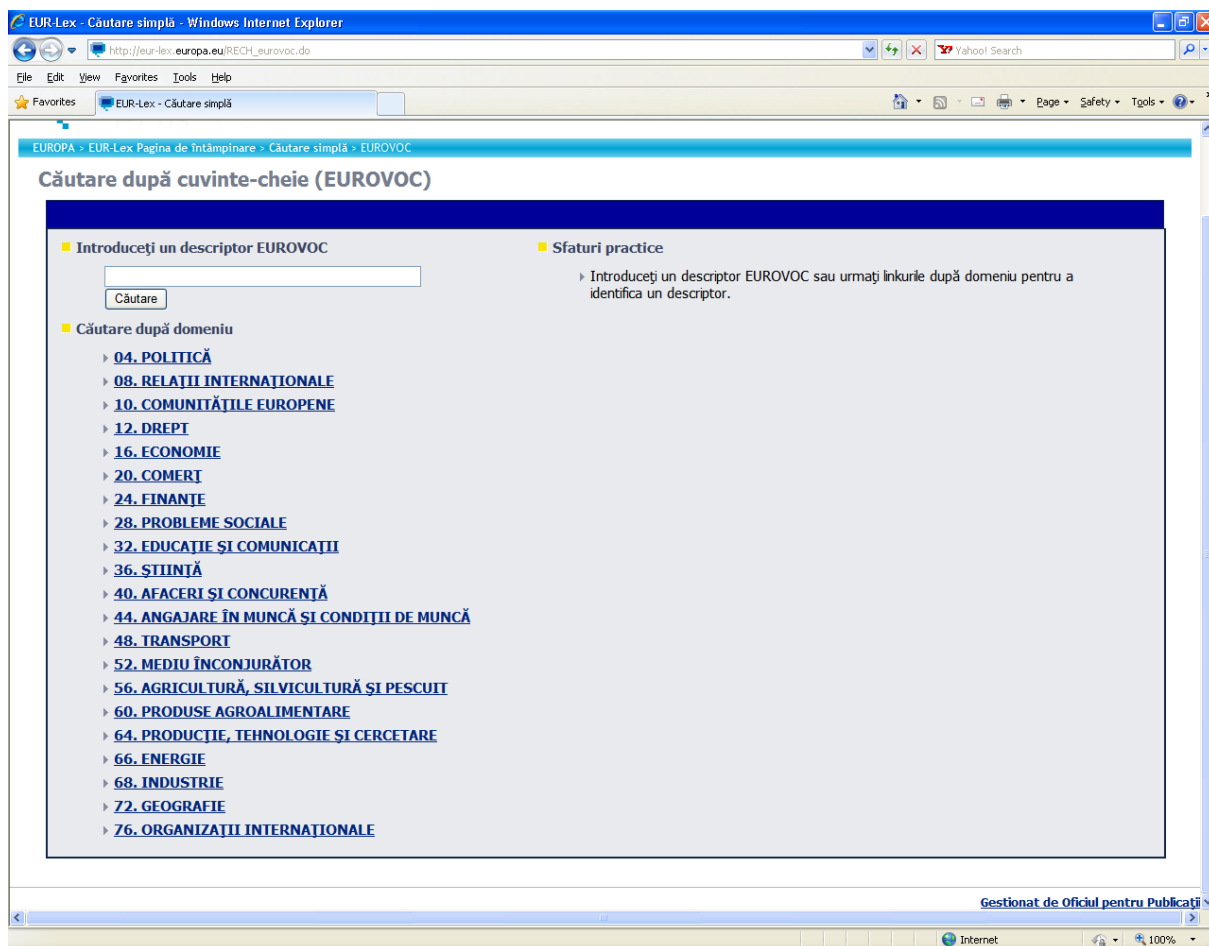 EUR-Lex - Căutare simplă - Windows Internet Explorer
http://eur-lex.europa.eu/RECH_eurovoc.do
Yahoo! Search
File Edit View Favorites Tools Help
Favorites
EUR-Lex - Căutare simplă
Page Safety Tools
EUROPA > EUR-Lex Pagina de întâmpinare > Căutare simplă > EUROVOC
Căutare după cuvinte-cheie (EUROVOC)
Introduceţi un descriptor EUROVOC
Căutare
Căutare după domeniu
04. POLITICĂ
08. RELAŢII INTERNAŢIONALE
10. COMUNITĂŢILE EUROPENE
12. DREPT
16. ECONOMIE
20. COMERŢ
24. FINANŢE
28. PROBLEME SOCIALE
32. EDUCAŢIE ŞI COMUNICAŢII
36. ŞTIINŢĂ
40. AFACERI ŞI CONCURENŢĂ
44. ANGAJARE ÎN MUNCĂ ŞI CONDIŢII DE MUNCĂ
48. TRANSPORT
52. MEDIU ÎNCONJURĂTOR
56. AGRICULTURĂ, SILVICULTURĂ ŞI PESCUIT
60. PRODUSE AGROALIMENTARE
64. PRODUCŢIE, TEHNOLOGIE ŞI CERCETARE
66. ENERGIE
68. INDUSTRIE
72. GEOGRAFIE
76. ORGANIZAŢII INTERNAŢIONALE
Sfaturi practice
Introduceţi un descriptor EUROVOC sau urmaţi linkurile după domeniu pentru a
identifica un descriptor.
Gestionat de Oficiul pentru Publicaţii
Internet
100%